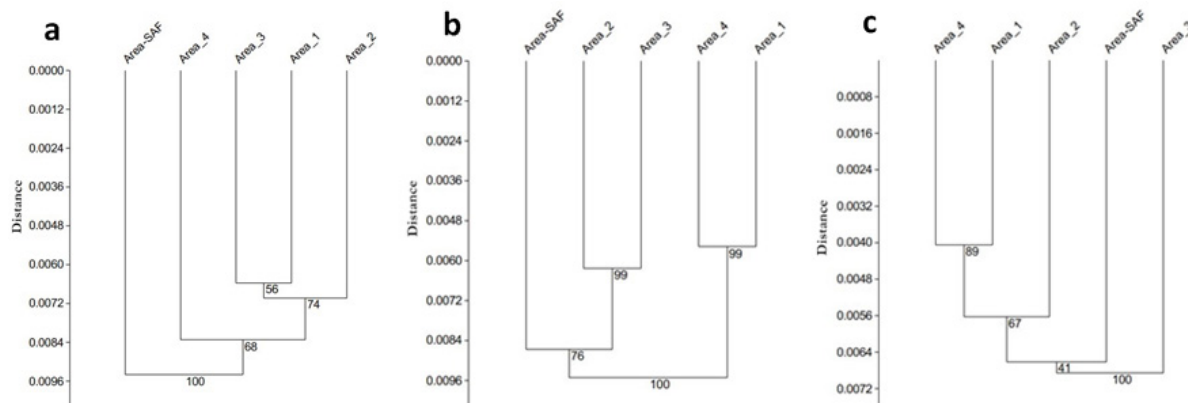 a
Area-SAF
Area_4
Area_3
Area_1
Area_2
0.0000
0.0012
0.0024
0.0036
0.0048
0.0060
0.0072
0.0084
0.0096
Distance
56
74
68
100
b
Area-SAF
Area_2
Area_3
Area_4
Area_1
0.0000
0.0012
0.0024
0.0036
0.0048
0.0060
0.0072
0.0084
0.0096
Distance
99
99
76
100
c
Area_4
Area_1
Area_2
Area-SAF
Area_3
0.0008
0.0016
0.0024
0.0032
0.0040
0.0048
0.0056
0.0064
0.0072
Distance
89
67
41
100